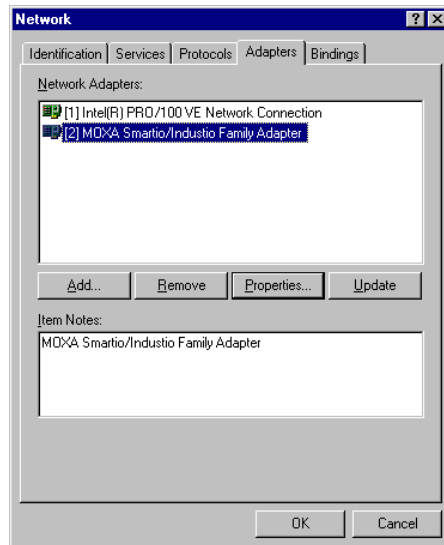 Network
Identification Services Protocols Adapters Bindings
Network Adapters:
[1] Intel(R) PRO/100 VE Network Connection
[2] MOXA Smartio/Industio Family Adapter
Add... Remove Properties... Update
Item Notes:
MOXA Smartio/Industio Family Adapter
OK Cancel